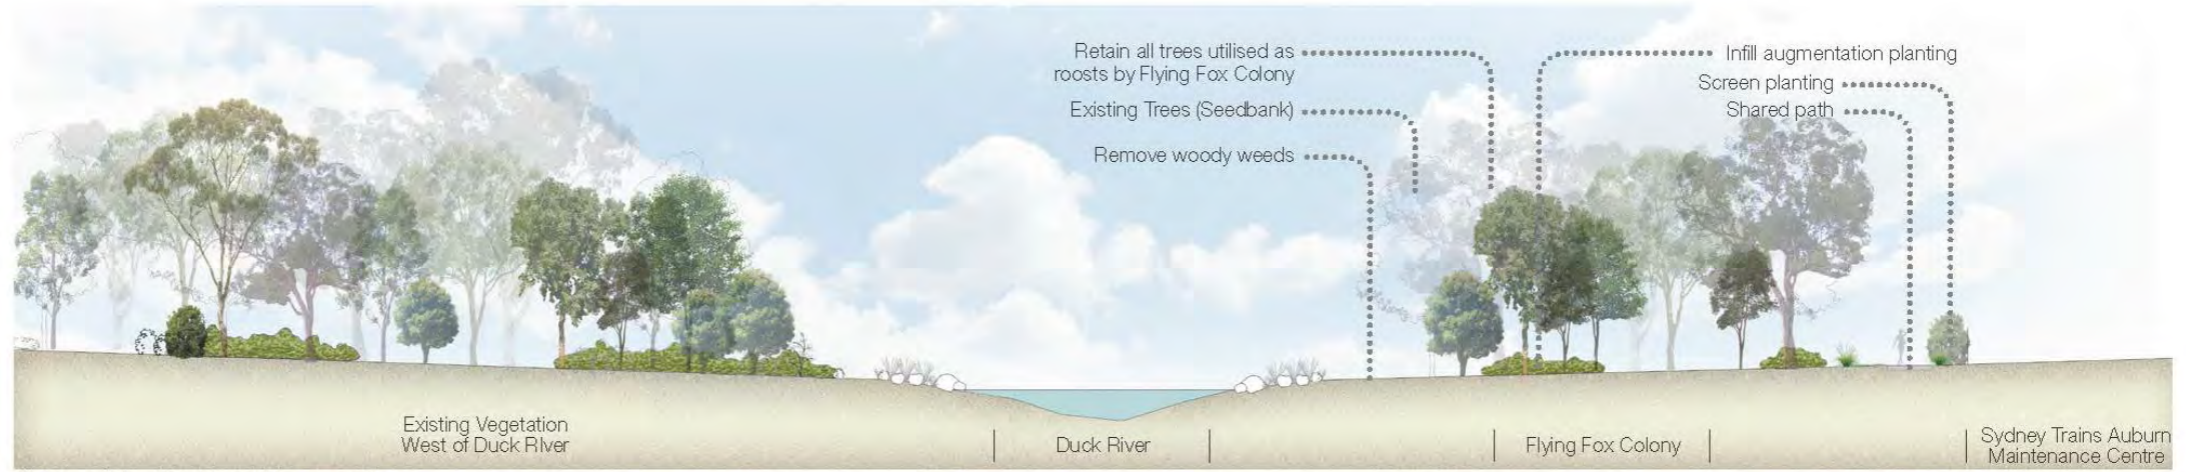 Retain all trees utilised as
roosts by Flying Fox Colony
Existing Trees (Seedbank)
Remove woody weeds
Infill augmentation planting
Screen planting
Shared path
Existing Vegetation
West of Duck RIver
Duck River
Flying Fox Colony
Sydney Trains Auburn
Maintenance Centre